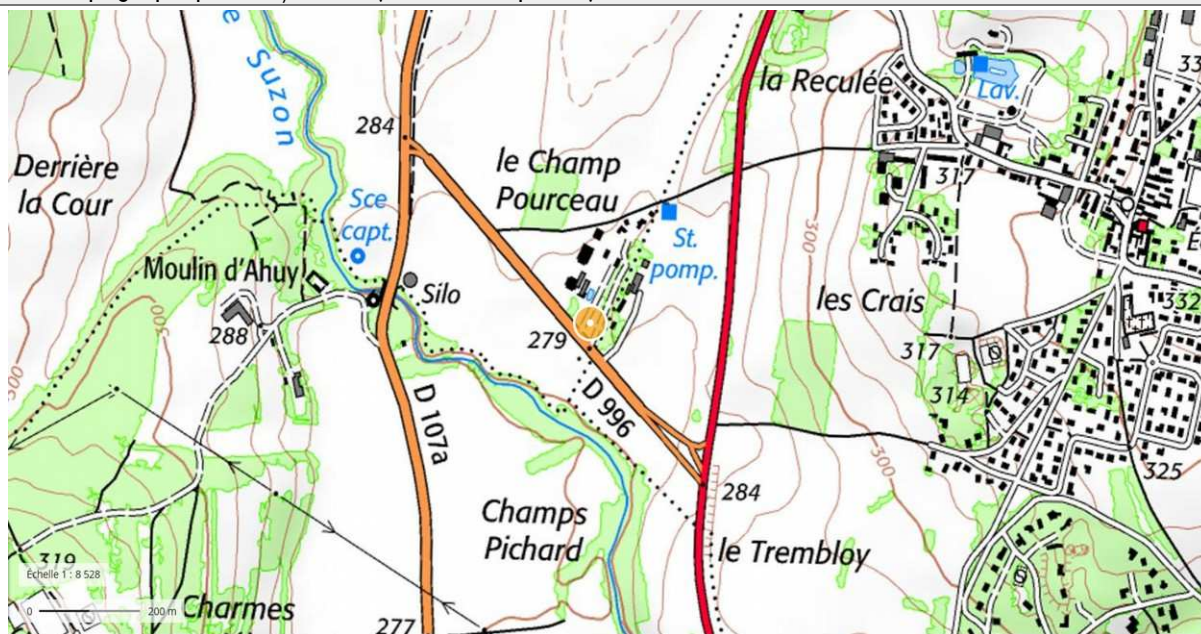 e
Suzon
la Reculée
Lav.
33
284
Derrière
la Cour
le Champ
Pourceau
317
Sce
capt.
St.
pomp.
Moulin d'Ahuy
Silo
300
les Crais
332
288
279
317
300
300
314
D 996
D 107a
300
325
284
Champs
Pichard
le Trembloy
319
Échelle 1 : 8 528
0
200 m
Charmes
277